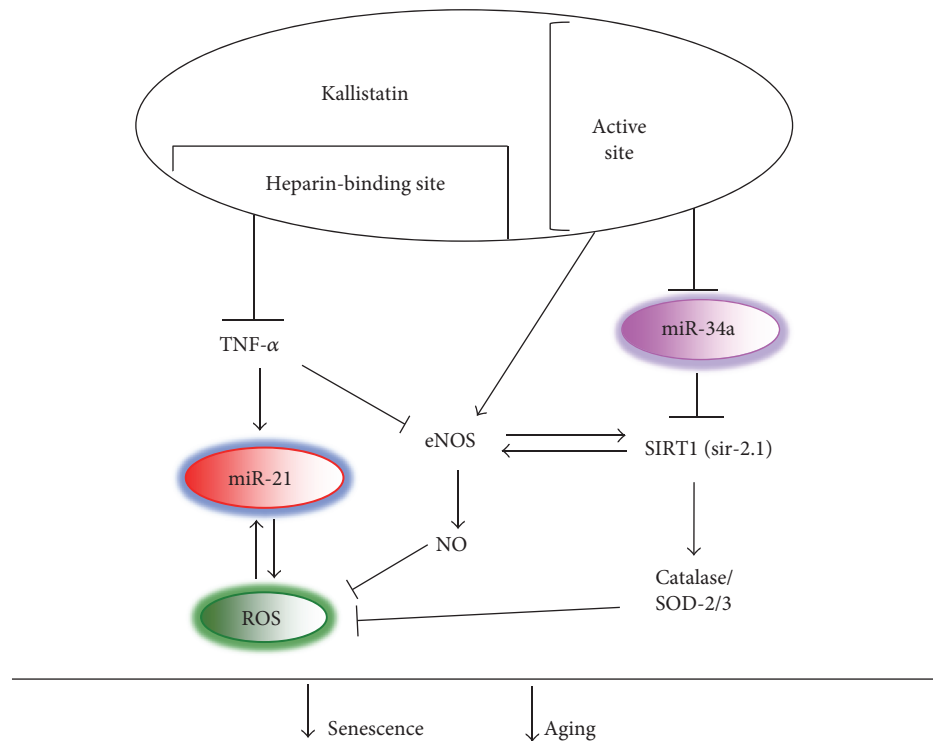 Kallistatin
Active
site
Heparin-binding site
TNF-α
miR-34a
eNOS
SIRT1 (sir-2.1)
miR-21
NO
Catalase/
SOD-2/3
ROS
Senescence
Aging